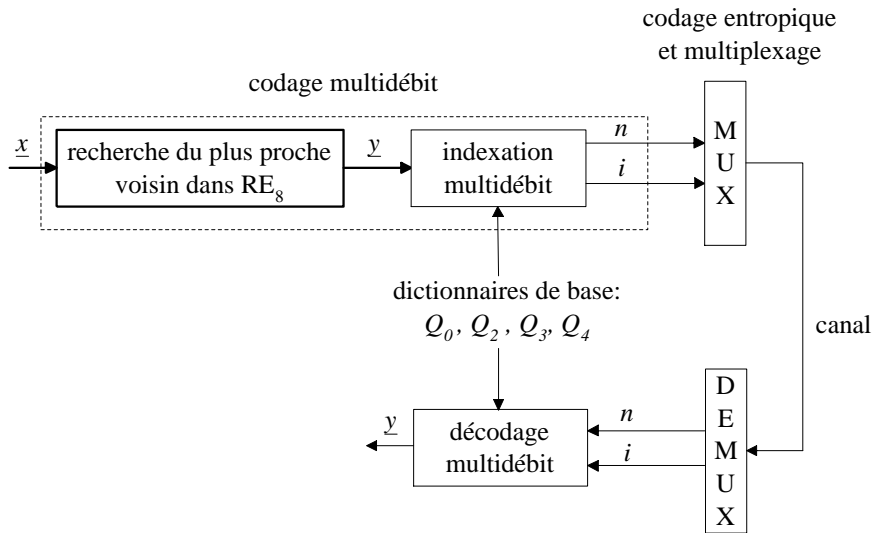 codage entropique
et multiplexage
codage multidébit
x
recherche du plus proche
voisin dans RE8
y
indexation
multidébit
n
i
M
U
X
dictionnaires de base:
Q0, Q2, Q3, Q4
canal
y
décodage
multidébit
n
i
D
E
M
U
X